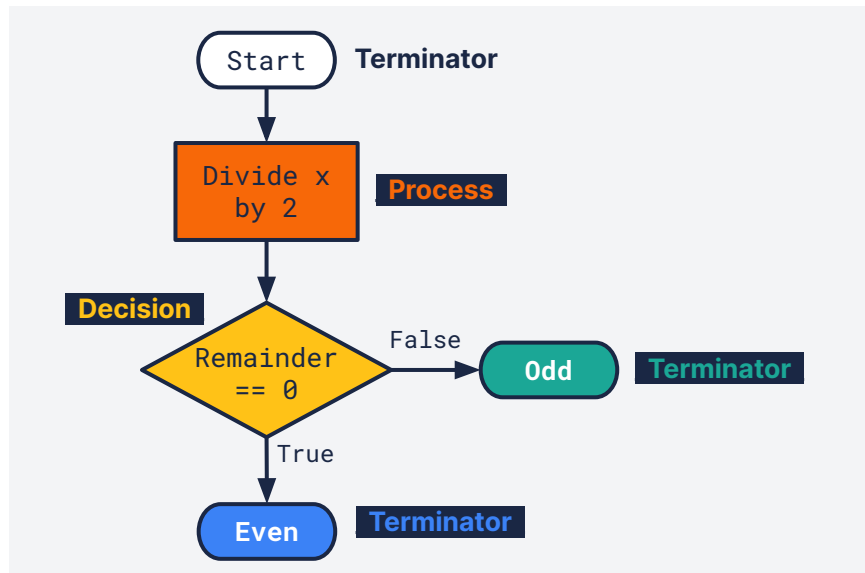 Start
Terminator
Divide x
by 2
Process
Decision
Remainder
== 0
False
Odd
Terminator
True
Even
Terminator